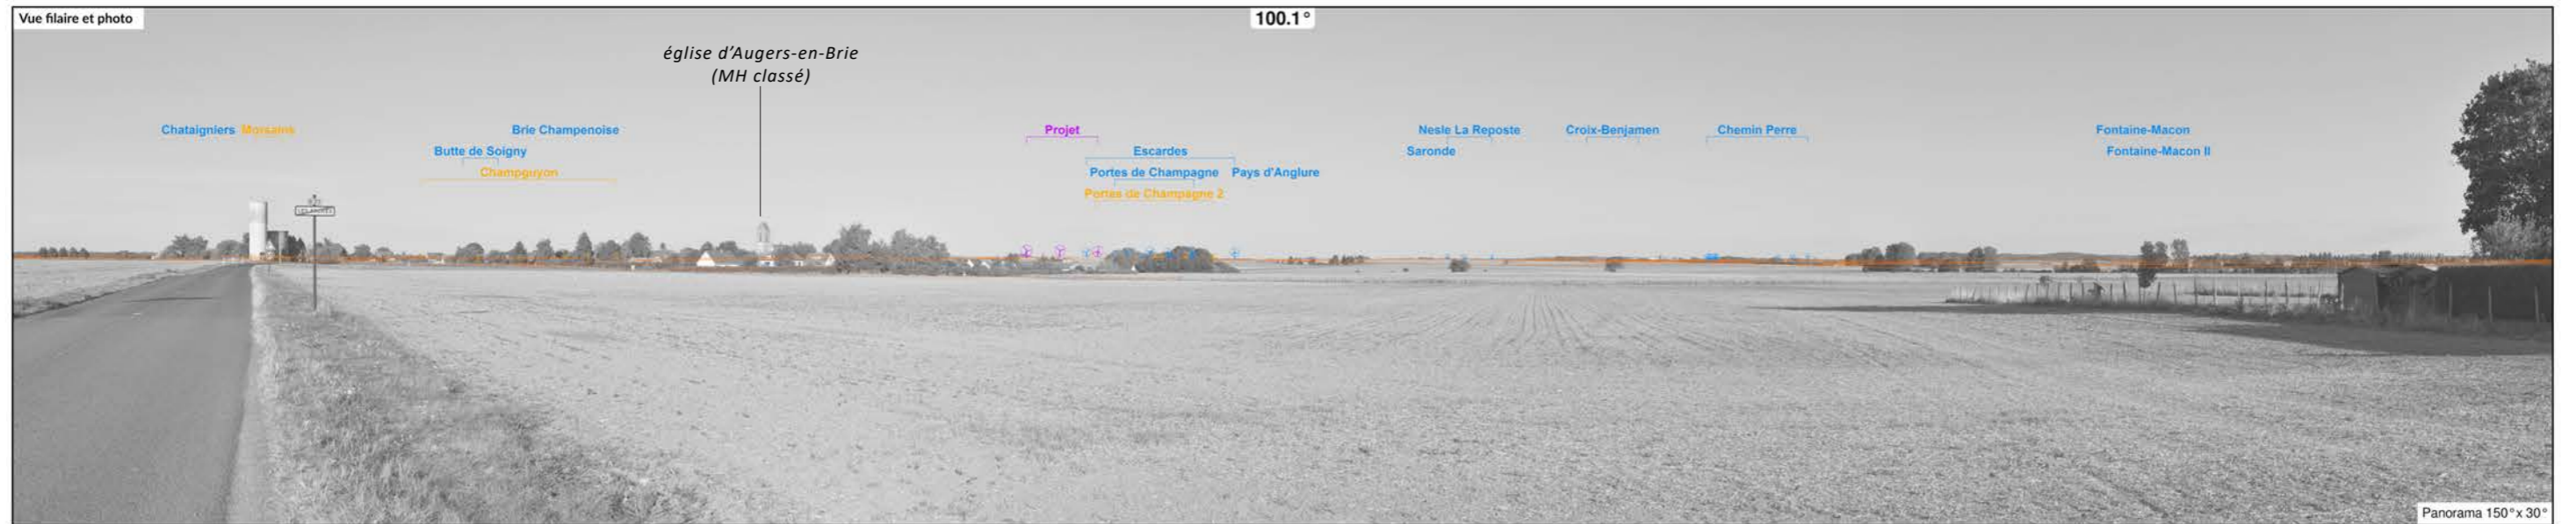 Vue filaire et photo
100.1°
église d'Augers-en-Brie
(MH classé)
Chataigniers Morsains
Brie Champenoise
Projet
Nesle La Reposte
Croix-Benjamen
Chemin Perre
Fontaine-Macon
Butte de Soigny
Escardes
Saronde
Fontaine-Macon II
Champguyon
Portes de Champagne
Pays d'Anglure
Portes de Champagne 2
Panorama 150°x 30°